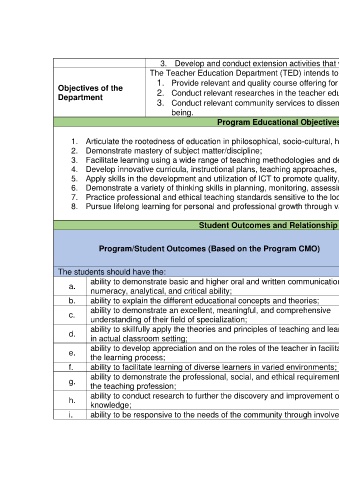 3. Develop and conduct extension activities that
Objectives of the
Department
The Teacher Education Department (TED) intends to
1. Provide relevant and quality course offering for
2. Conduct relevant researches in the teacher edu
3. Conduct relevant community services to dissem
being.
Program Educational Objectives
1. Articulate the rootedness of education in philosophical, socio-cultural, h
2. Demonstrate mastery of subject matter/discipline;
3. Facilitate learning using a wide range of teaching methodologies and de
4. Develop innovative curricula, instructional plans, teaching approaches,
5. Apply skills in the development and utilization of ICT to promote quality,
6. Demonstrate a variety of thinking skills in planning, monitoring, assessi
7. Practice professional and ethical teaching standards sensitive to the loc
8. Pursue lifelong learning for personal and professional growth through v
Student Outcomes and Relationship
Program/Student Outcomes (Based on the Program CMO)
The students should have the:
a. ability to demonstrate basic and higher oral and written communication
numeracy, analytical, and critical ability;
b. ability to explain the different educational concepts and theories;
c. ability to demonstrate an excellent, meaningful, and comprehensive
understanding of their field of specialization;
d. ability to skillfully apply the theories and principles of teaching and lear
in actual classroom setting;
e. ability to develop appreciation and on the roles of the teacher in facilita
the learning process;
f. ability to facilitate learning of diverse learners in varied environments;
g. ability to demonstrate the professional, social, and ethical requirement
the teaching profession;
h. ability to conduct research to further the discovery and improvement o
knowledge;
i. ability to be responsive to the needs of the community through involve